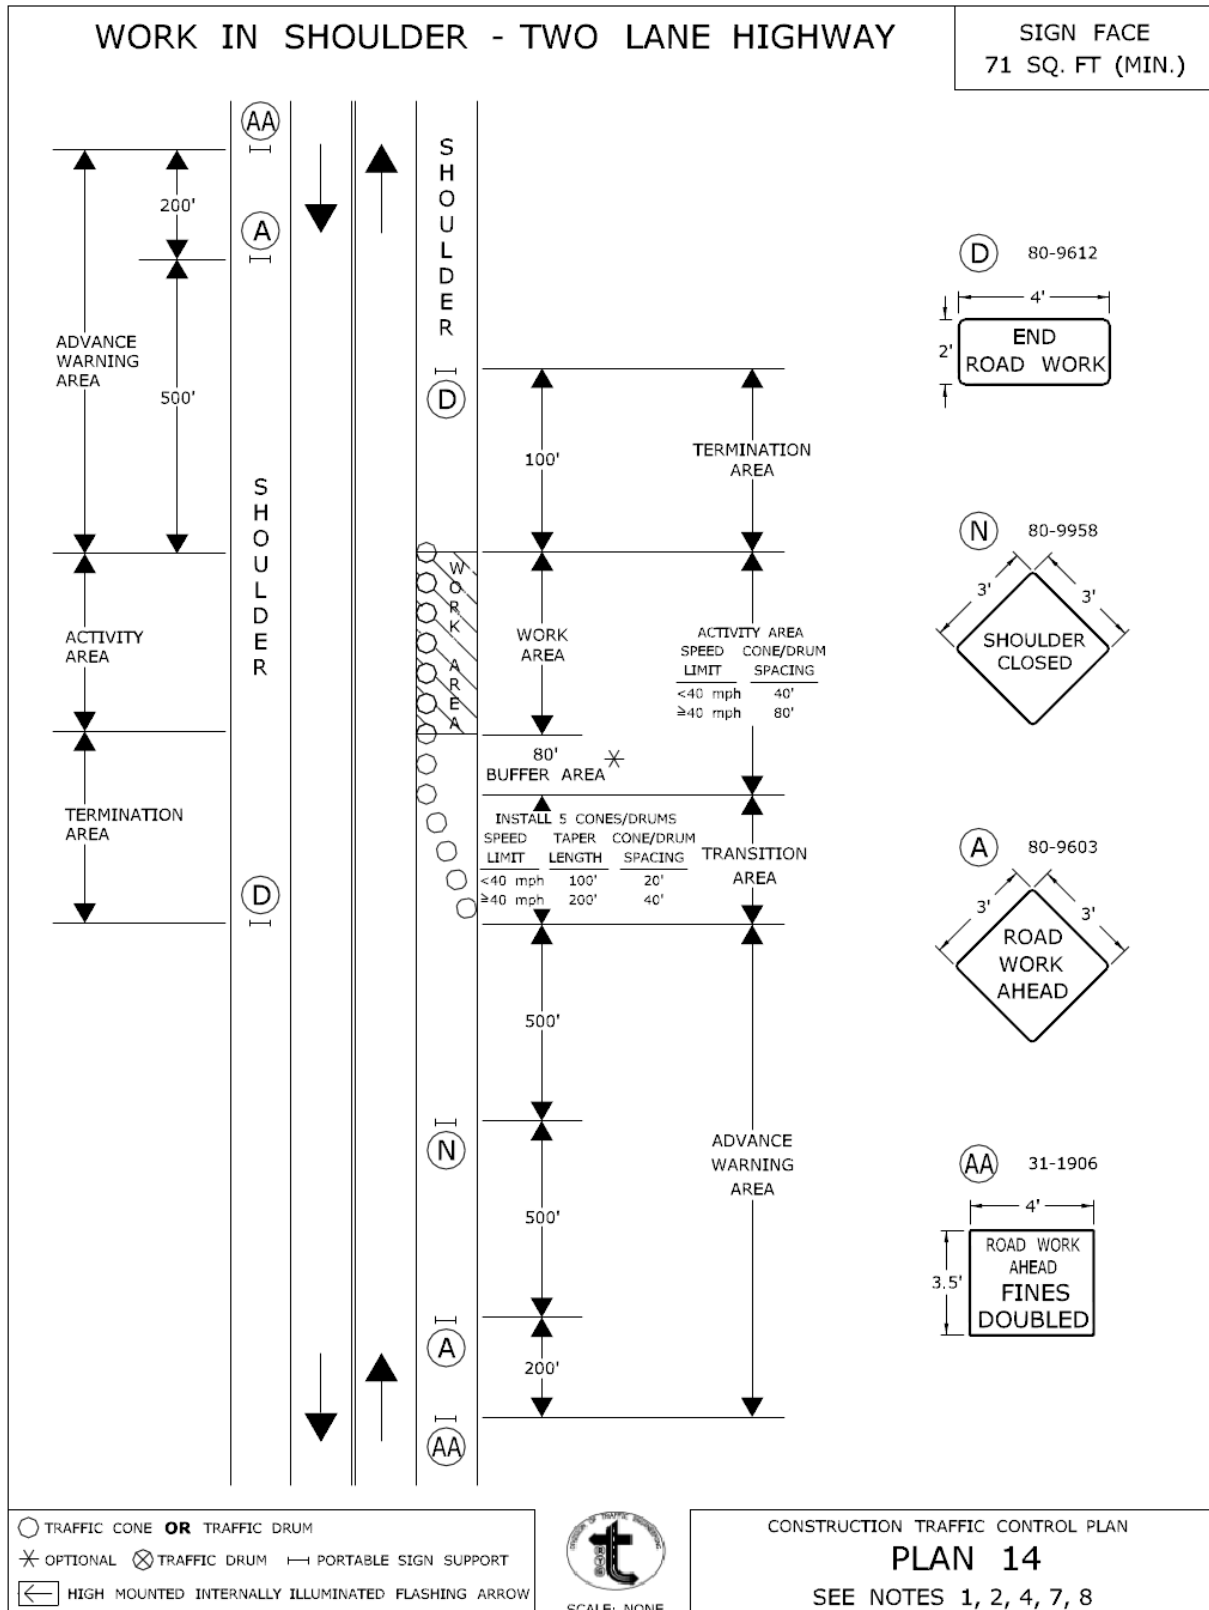 WORK IN SHOULDER - TWO LANE HIGHWAY
SIGN FACE
71 SQ. FT (MIN.)
AA
200'
A
ADVANCE
WARNING
AREA
500'
SHOULDER
ACTIVITY
AREA
TERMINATION
AREA
D
SHOULDER
D
100'
TERMINATION
AREA
WORK AREA
WORK
AREA
ACTIVITY AREA
SPEED CONE/DRUM
LIMIT SPACING
<40 mph 40'
≥40 mph 80'
80'
BUFFER AREA *
INSTALL 5 CONES/DRUMS
SPEED TAPER CONE/DRUM
LIMIT LENGTH SPACING
<40 mph 100' 20'
≥40 mph 200' 40'
TRANSITION
AREA
500'
N
500'
ADVANCE
WARNING
AREA
A
200'
AA
D 80-9612
4'
2'
END
ROAD WORK
N 80-9958
3' 3'
SHOULDER
CLOSED
A 80-9603
3' 3'
ROAD
WORK
AHEAD
AA 31-1906
4'
3.5'
ROAD WORK
AHEAD
FINES
DOUBLED
TRAFFIC CONE OR TRAFFIC DRUM
* OPTIONAL TRAFFIC DRUM PORTABLE SIGN SUPPORT
HIGH MOUNTED INTERNALLY ILLUMINATED FLASHING ARROW
DIVISION OF TRAFFIC ENGINEERING
t
SCALE: NONE
CONSTRUCTION TRAFFIC CONTROL PLAN
PLAN 14
SEE NOTES 1, 2, 4, 7, 8